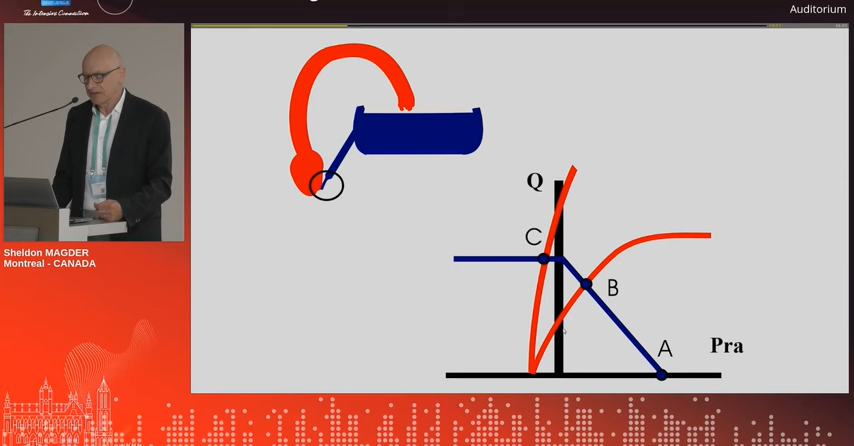 The Intensive Connection
Auditorium
Q
C
B
A
Pra
Sheldon MAGDER
Montreal - CANADA